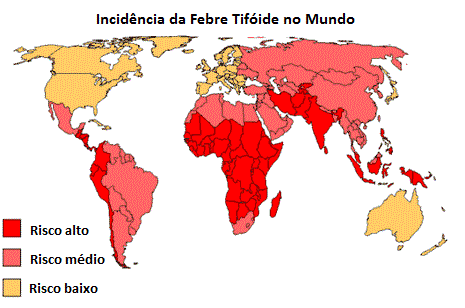 Incidência da Febre Tifóide no Mundo
Risco alto
Risco médio
Risco baixo